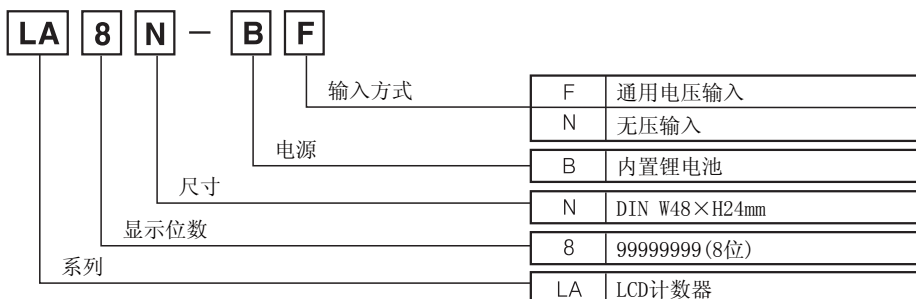 LA 8 N - B F
输入方式 F 通用电压输入
N 无压输入
电源 B 内置锂电池
尺寸 N DIN W48×H24mm
显示位数 8 99999999(8位)
系列 LA LCD计数器